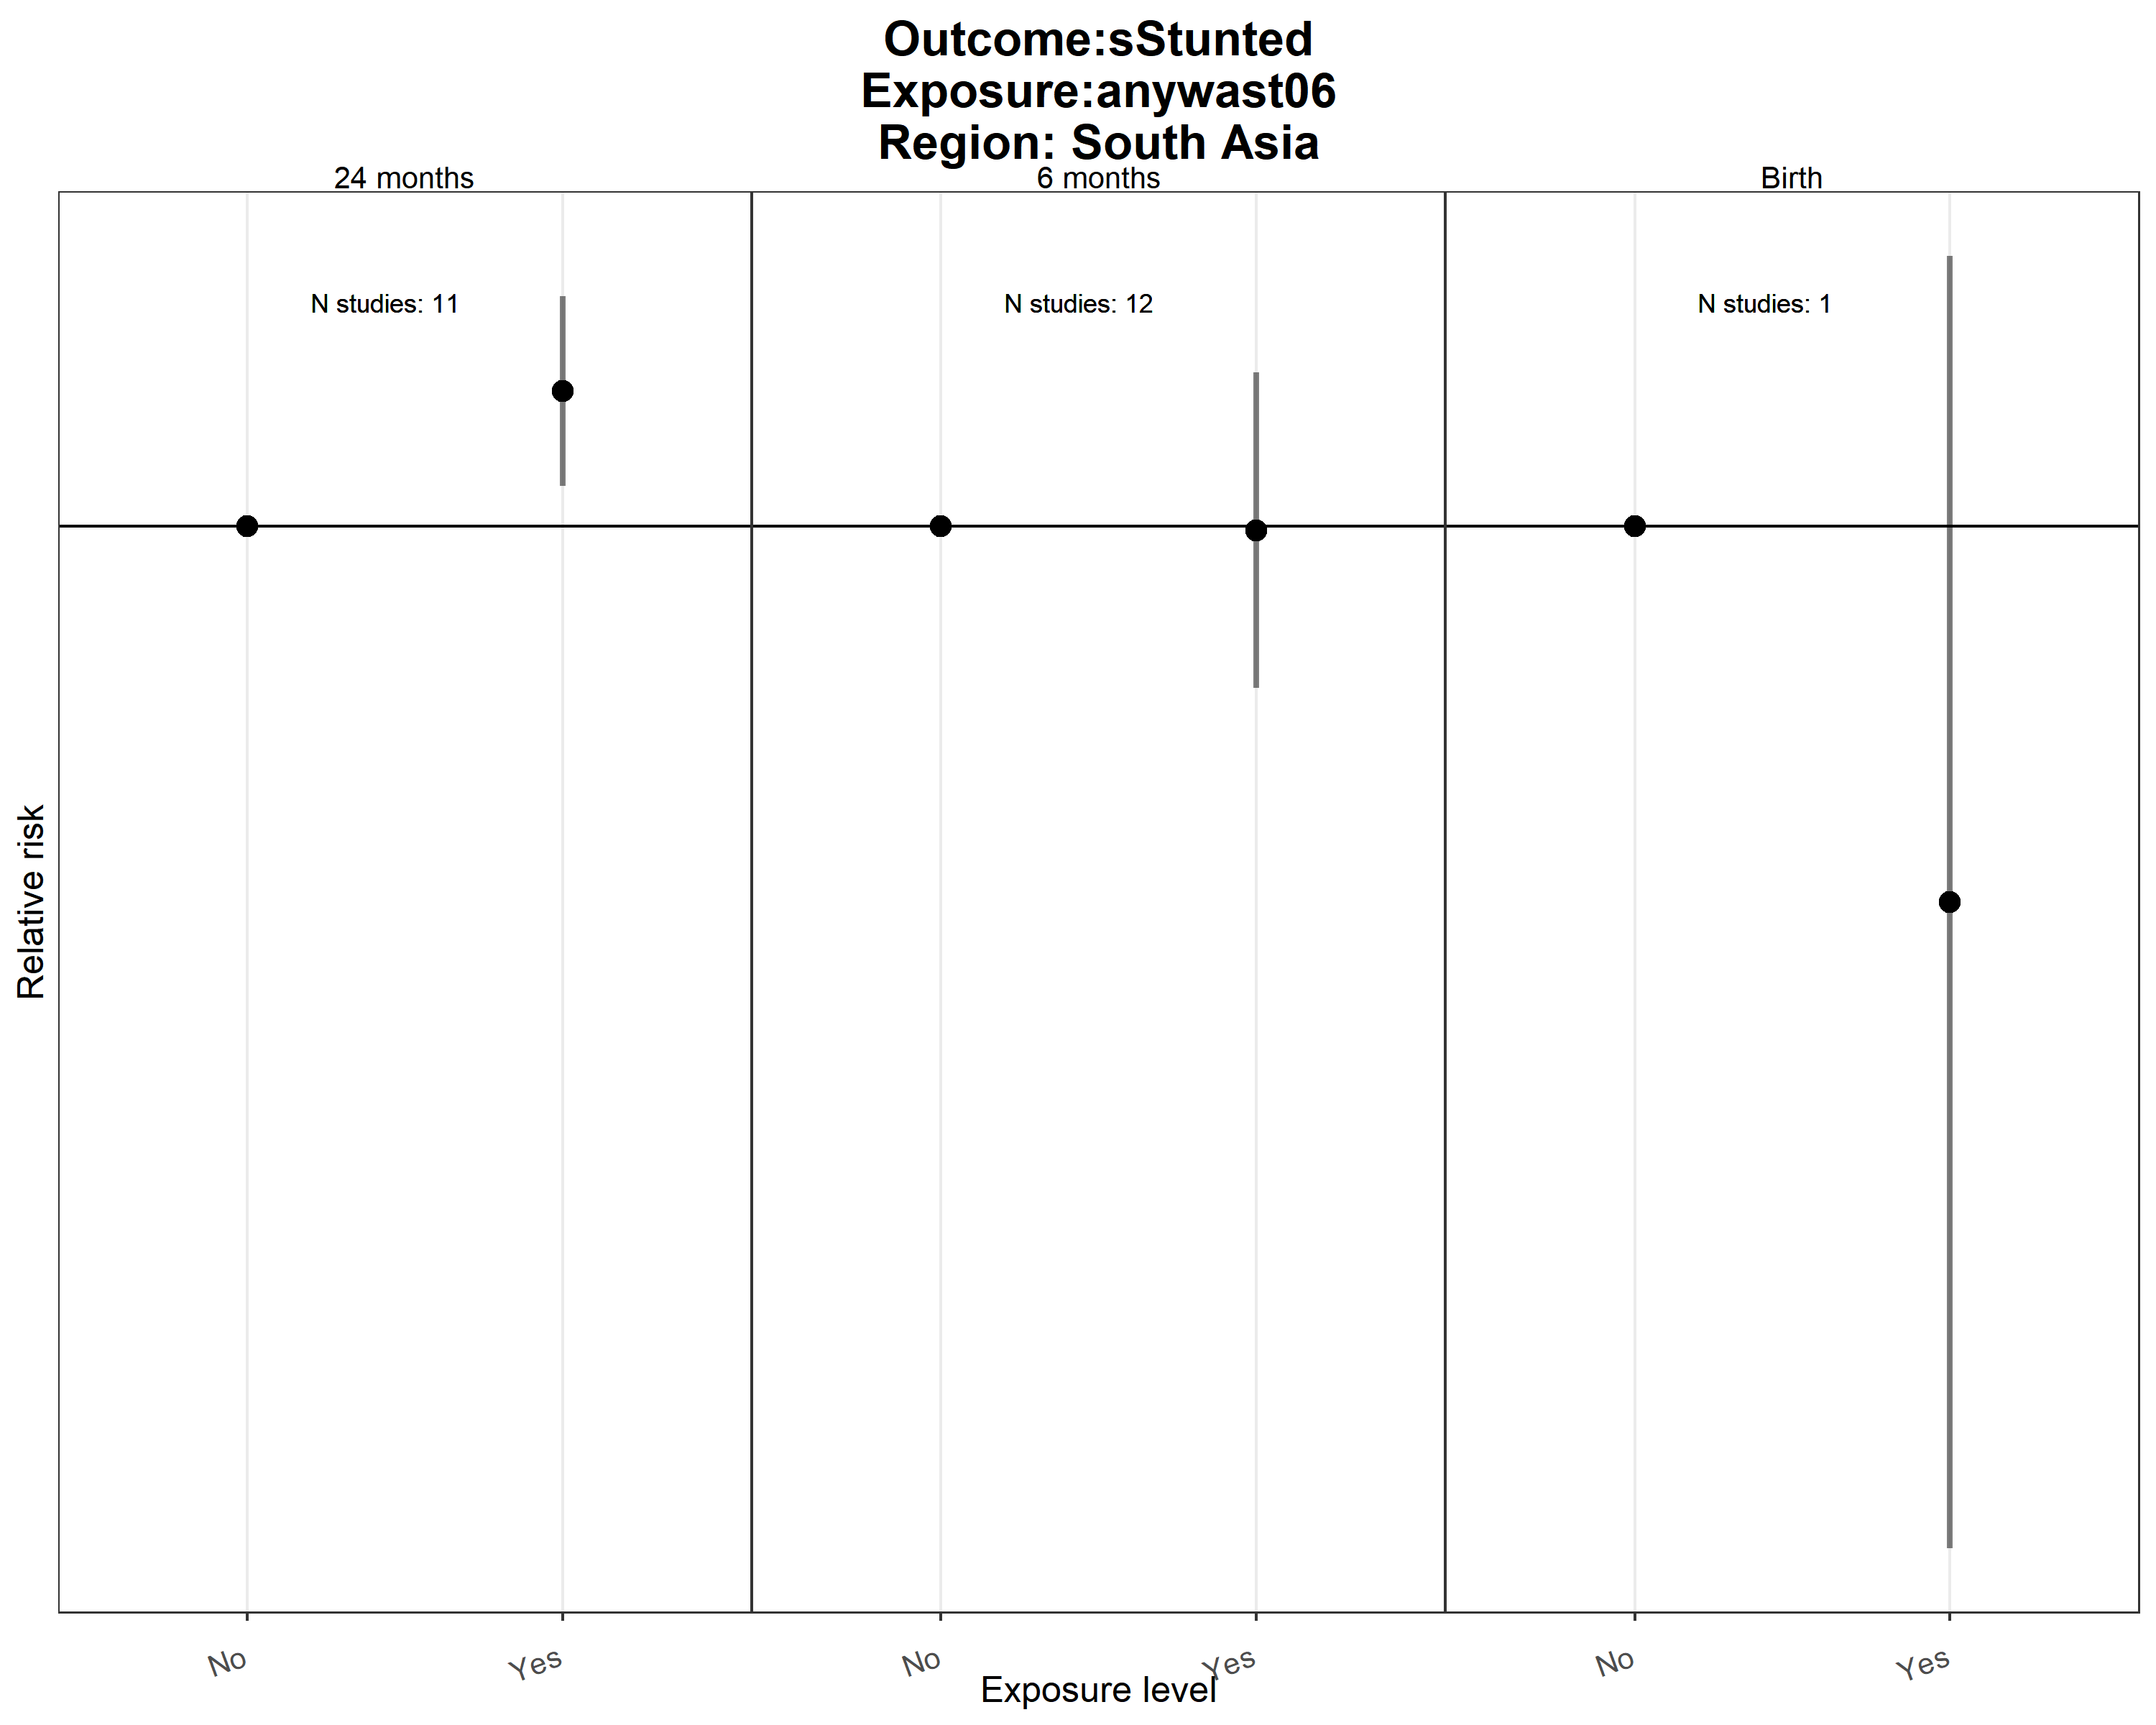 Outcome:sStunted
Exposure:anywast06
Region: South Asia
24 months
6 months
Birth
N studies: 11
N studies: 12
N studies: 1
Relative risk
No
Yes
No
Yes
No
Yes
Exposure level